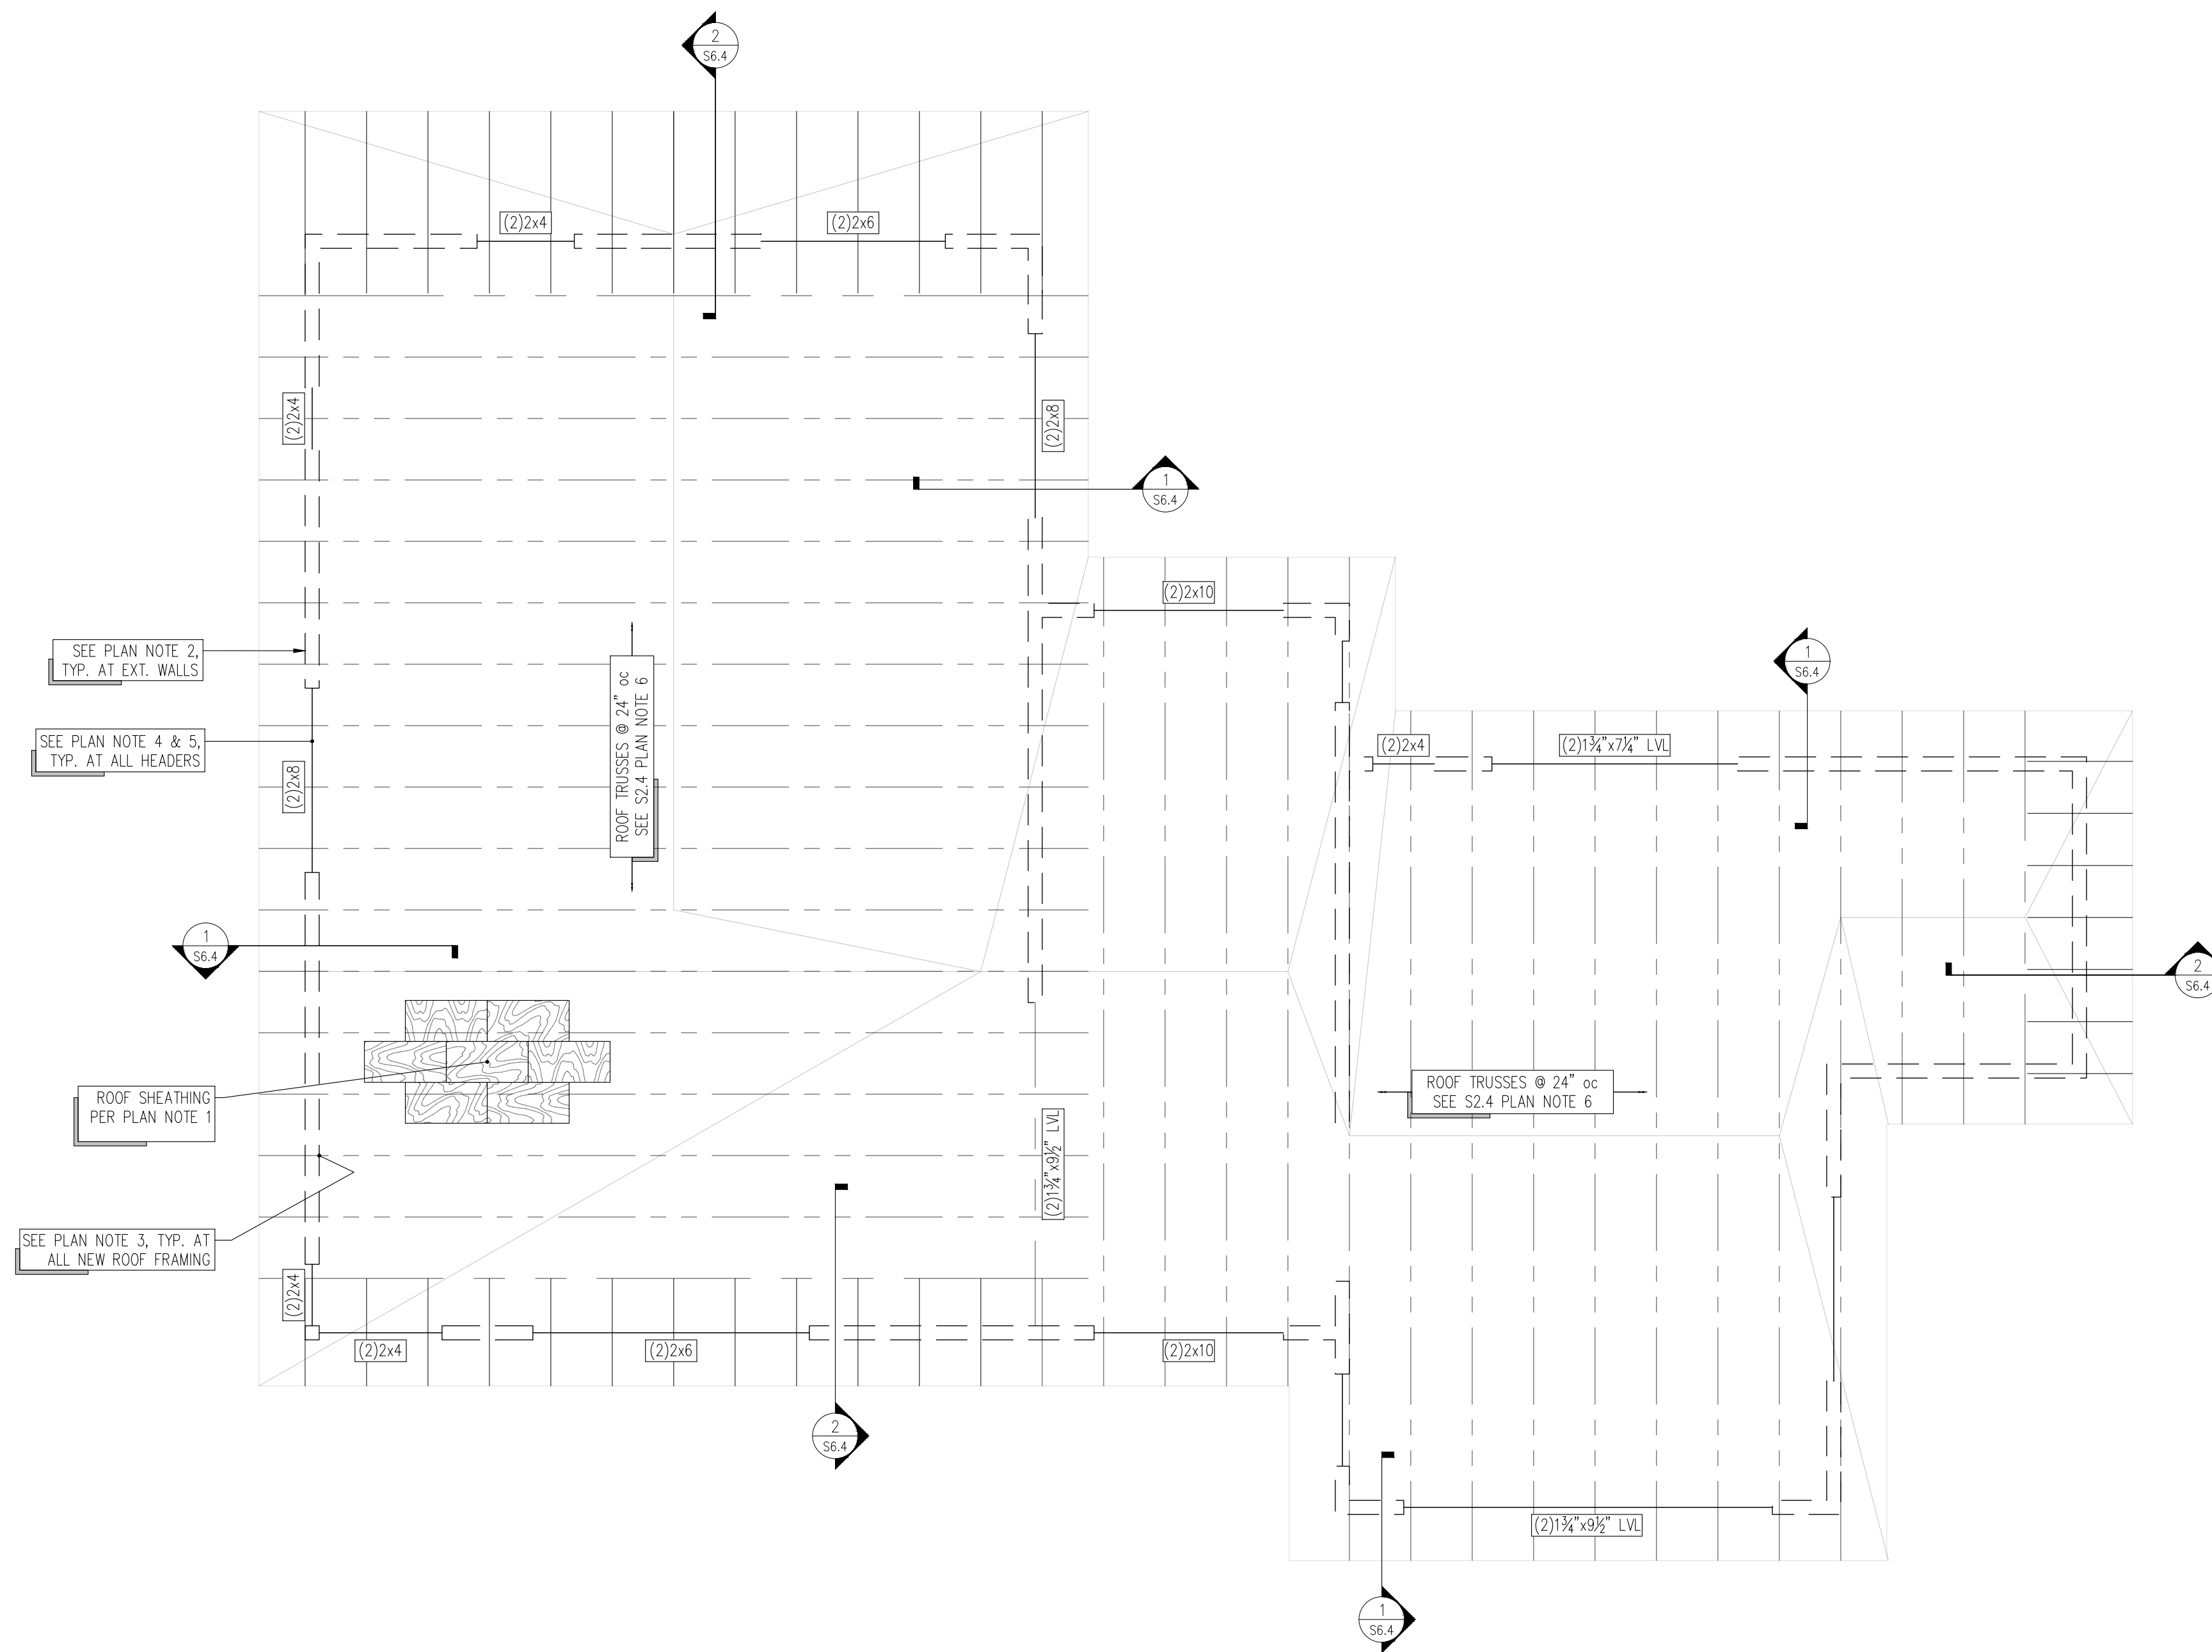 2
S6.4
(2)2x4
(2)2x6
(2)2x4
(2)2x8
1
S6.4
(2)2x10
SEE PLAN NOTE 2,
TYP. AT EXT. WALLS
1
S6.4
SEE PLAN NOTE 4 & 5,
TYP. AT ALL HEADERS
(2)2x8
ROOF TRUSSES @ 24" oc
SEE S2.4 PLAN NOTE 6
(2)2x4
(2)1¾"x7¼" LVL
1
S6.4
2
S6.4
ROOF SHEATHING
PER PLAN NOTE 1
ROOF TRUSSES @ 24" oc
SEE S2.4 PLAN NOTE 6
(2)1¾"x9½" LVL
SEE PLAN NOTE 3, TYP. AT
ALL NEW ROOF FRAMING
(2)2x4
(2)2x4
(2)2x6
(2)2x10
2
S6.4
(2)1¾"x9½" LVL
1
S6.4